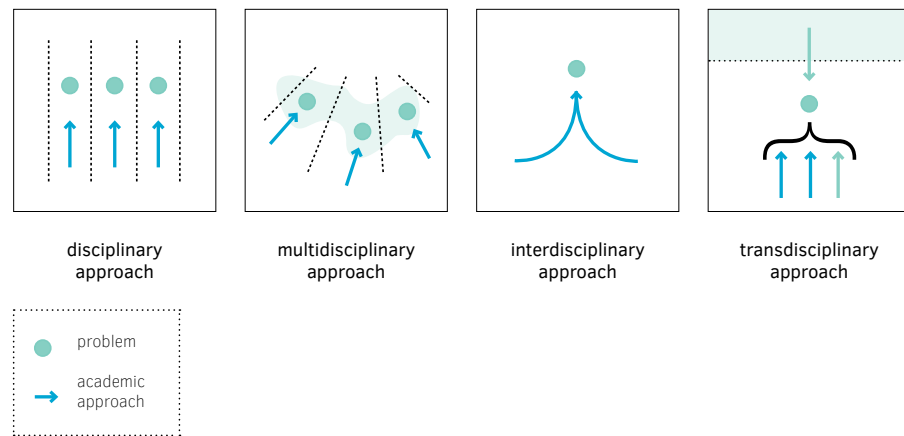 disciplinary
approach
multidisciplinary
approach
interdisciplinary
approach
transdisciplinary
approach
problem
academic
approach